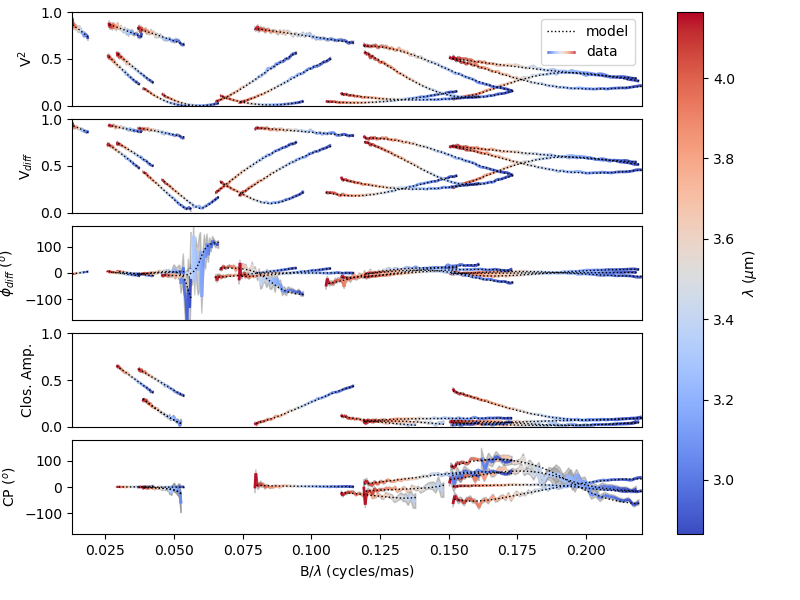 1.0
0.5
0.0
V²
model
data
1.0
0.5
0.0
V_diff
100
0
−100
ϕ_diff (°)
1.0
0.5
0.0
Clos. Amp.
100
0
−100
CP (°)
0.025 0.050 0.075 0.100 0.125 0.150 0.175 0.200
B/λ (cycles/mas)
4.0
3.8
3.6
3.4
3.2
3.0
λ (μm)